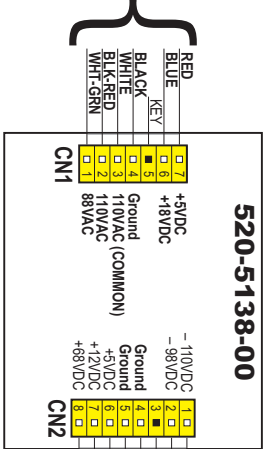 520-5138-00
RED 7 +5VDC
BLUE 6 +18VDC
KEY 5
BLACK 4 Ground
WHITE 3 110VAC (COMMON)
BLK-RED 2 110VAC
WHT-GRN 1 88VAC
CN1
– 110VDC 1
– 98VDC 2
3
Ground 4
Ground 5
+5VDC 6
+12VDC 7
+68VDC 8
CN2